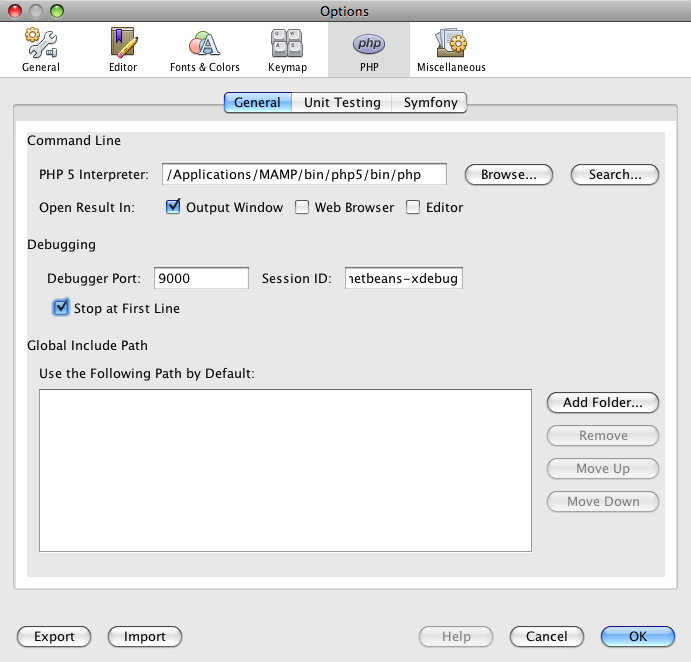 Options
General Editor Fonts & Colors Keymap php PHP Miscellaneous
General Unit Testing Symfony
Command Line
PHP 5 Interpreter: /Applications/MAMP/bin/php5/bin/php Browse... Search...
Open Result In: Output Window Web Browser Editor
Debugging
Debugger Port: 9000 Session ID: netbeans-xdebug
Stop at First Line
Global Include Path
Use the Following Path by Default:
Add Folder...
Remove
Move Up
Move Down
Export Import Help Cancel OK